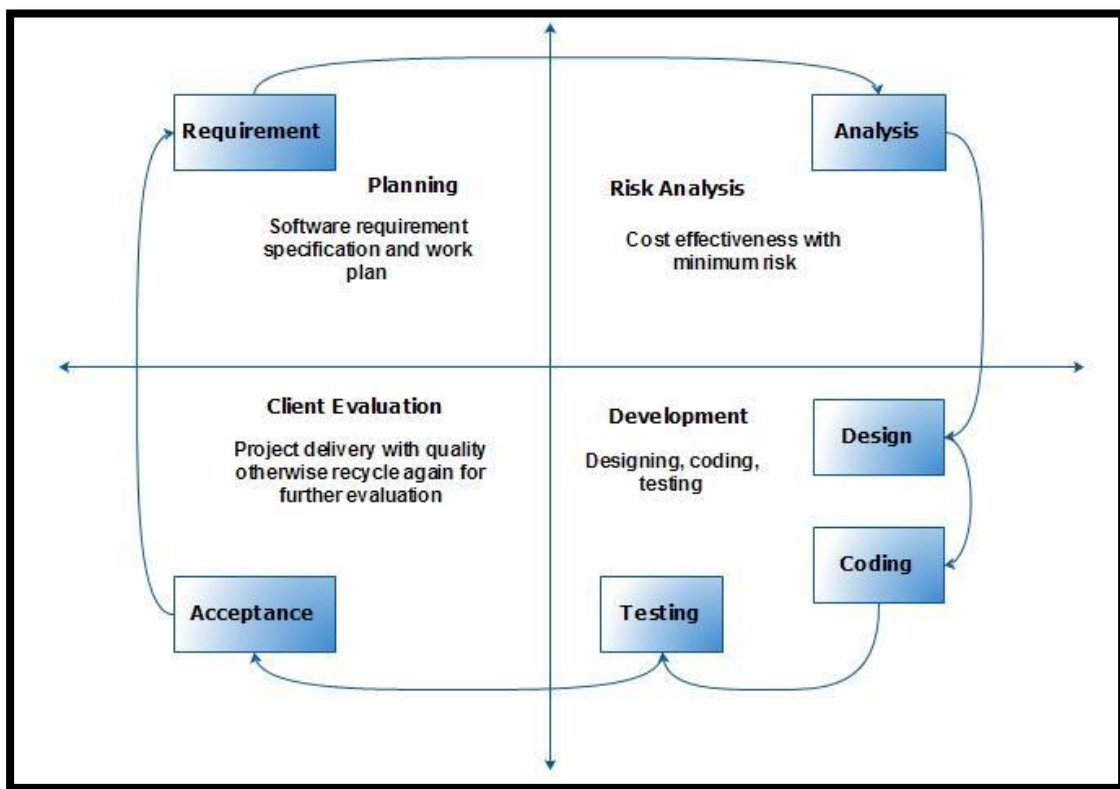 Requirement
Analysis
Planning
Software requirement
specification and work
plan
Risk Analysis
Cost effectiveness with
minimum risk
Client Evaluation
Project delivery with quality
otherwise recycle again for
further evaluation
Development
Designing, coding,
testing
Design
Coding
Acceptance
Testing